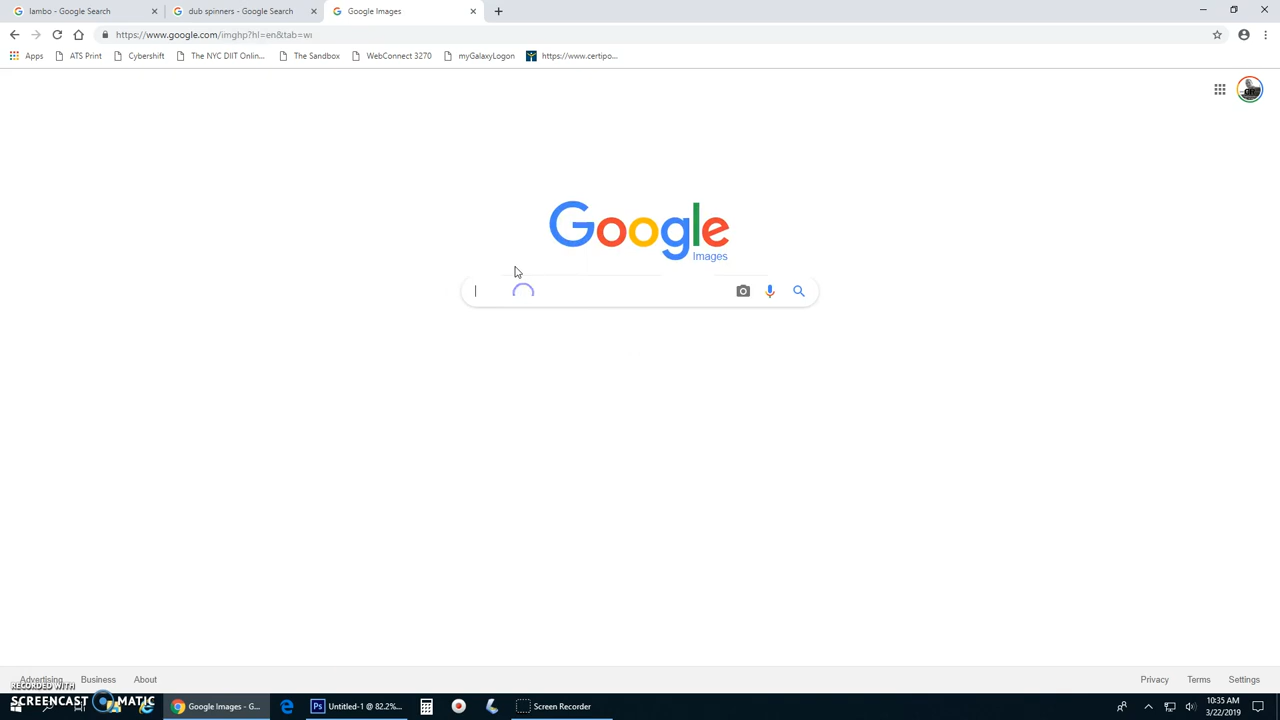 lambo - Google Search
dub spinners - Google Search
Google Images
https://www.google.com/imghp?hl=en&tab=wi
Apps
ATS Print
Cybershift
The NYC DIIT Onlin...
The Sandbox
WebConnect 3270
myGalaxyLogon
https://www.certipo...
Google
Images
Advertising
Business
About
Privacy
Terms
Settings
RECORDED WITH
SCREENCAST MATIC
Google Images - G...
Untitled-1 @ 82.2%...
Screen Recorder
10:35 AM
3/22/2019